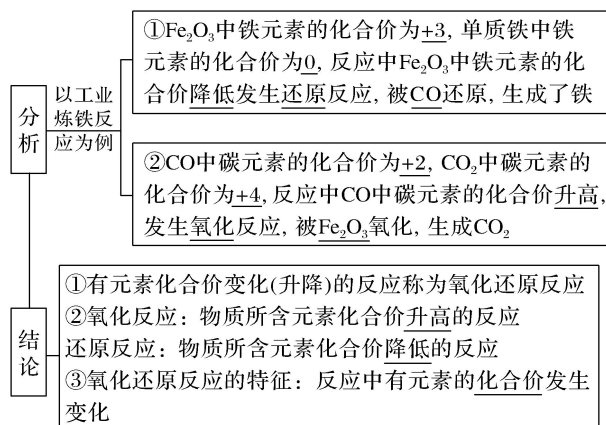 ①Fe₂O₃中铁元素的化合价为+3, 单质铁中铁
元素的化合价为0, 反应中Fe₂O₃中铁元素的化
合价降低发生还原反应, 被CO还原, 生成了铁
分析
以工业
炼铁反
应为例
②CO中碳元素的化合价为+2, CO₂中碳元素的
化合价为+4, 反应中CO中碳元素的化合价升高,
发生氧化反应, 被Fe₂O₃氧化, 生成CO₂
结论
①有元素化合价变化(升降)的反应称为氧化还原反应
②氧化反应：物质所含元素化合价升高的反应
还原反应：物质所含元素化合价降低的反应
③氧化还原反应的特征：反应中有元素的化合价发生
变化